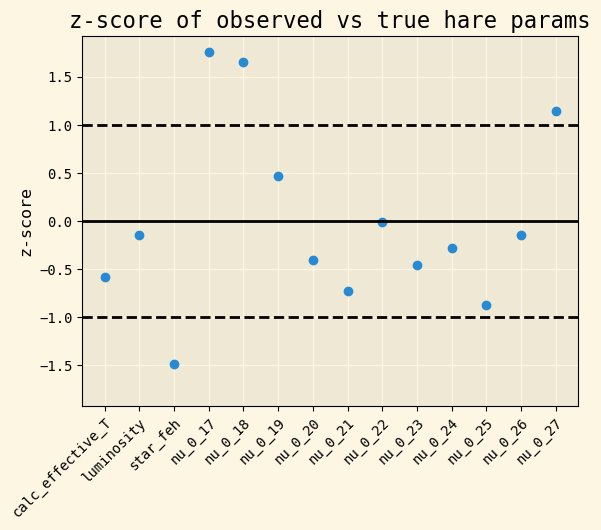 z-score of observed vs true hare params
z-score
1.5
1.0
0.5
0.0
−0.5
−1.0
−1.5
calc_effective_T
luminosity
star_feh
nu_0_17
nu_0_18
nu_0_19
nu_0_20
nu_0_21
nu_0_22
nu_0_23
nu_0_24
nu_0_25
nu_0_26
nu_0_27